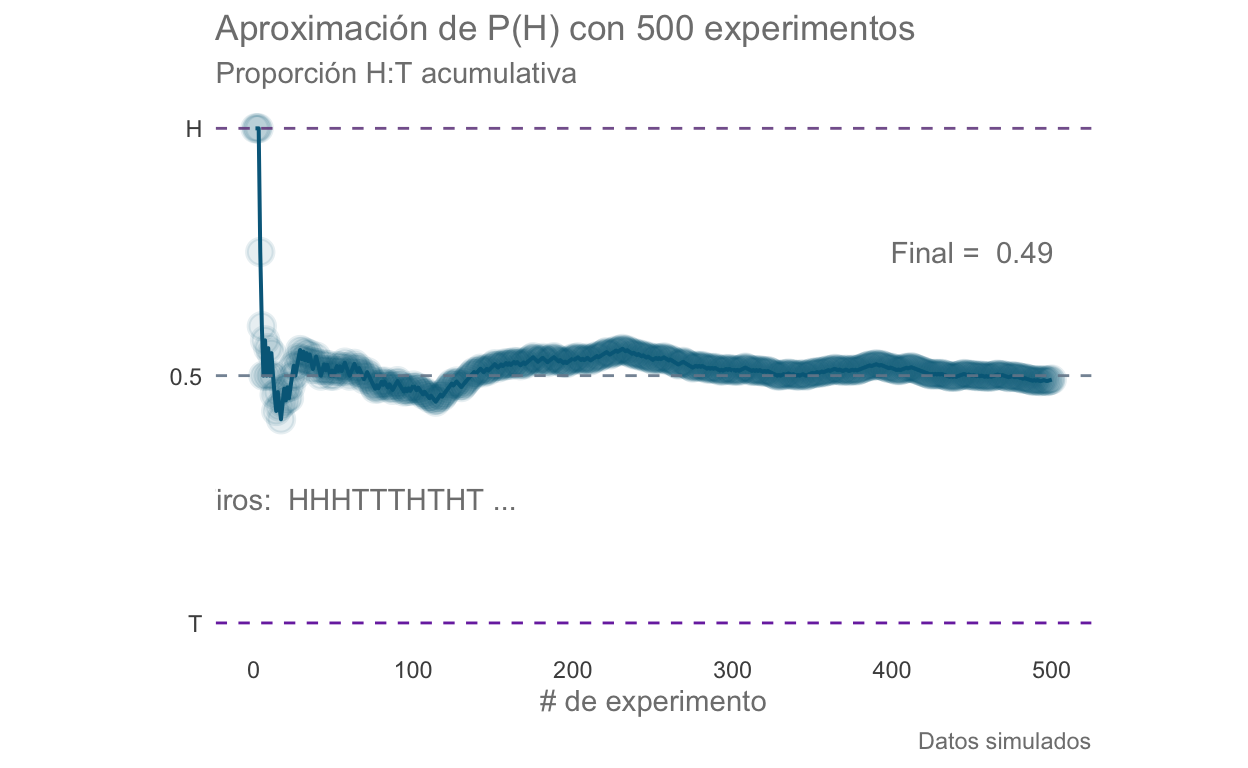 Aproximación de P(H) con 500 experimentos
Proporción H:T acumulativa
H
Final =  0.49
0.5
iros:  HHHTTTHTHT ...
T
0 100 200 300 400 500
# de experimento
Datos simulados